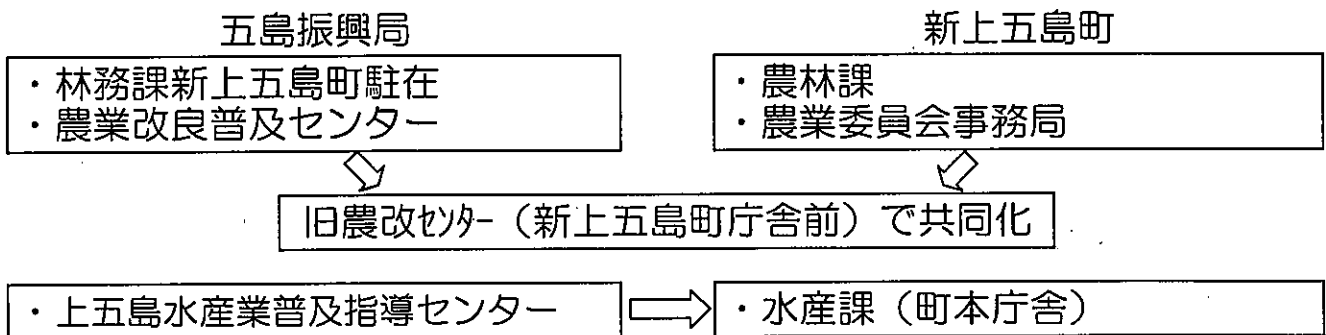 五島振興局
新上五島町
・林務課新上五島町駐在
・農業改良普及センター
・農林課
・農業委員会事務局
旧農改ｾﾝﾀｰ（新上五島町庁舎前）で共同化
・上五島水産業普及指導センター
・水産課（町本庁舎）